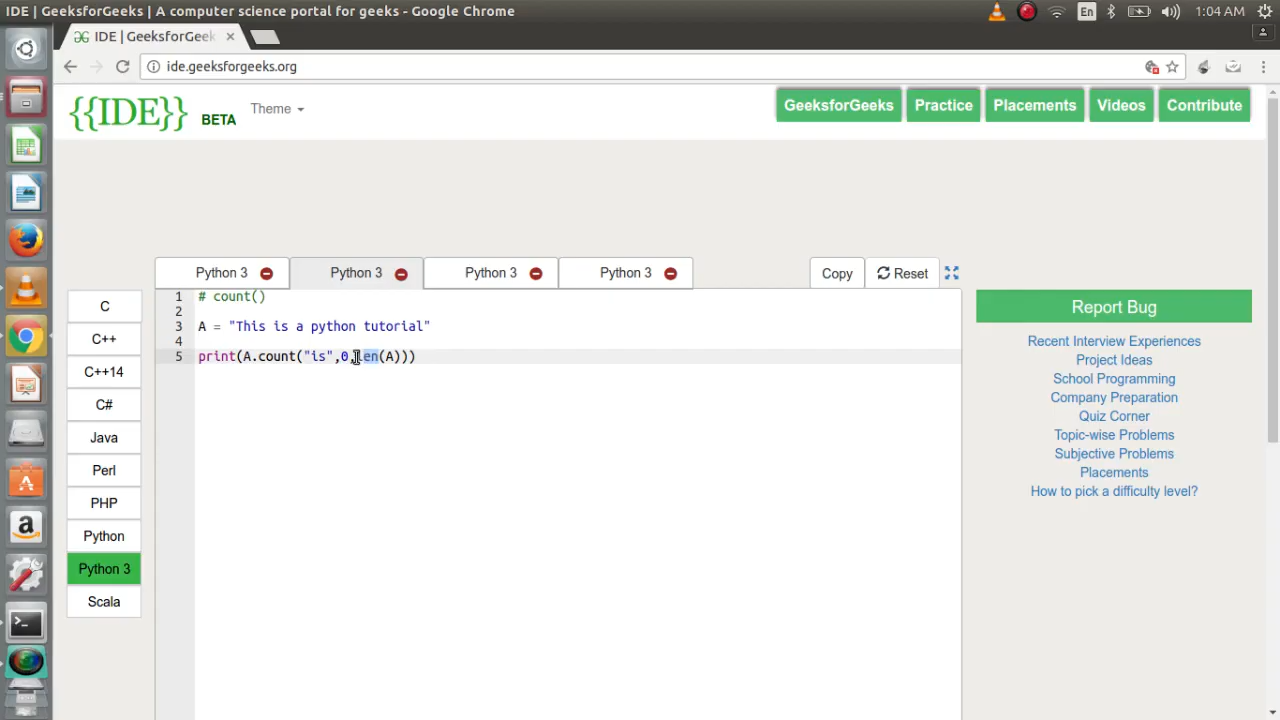 IDE | GeeksforGeeks | A computer science portal for geeks - Google Chrome
En
1:04 AM
IDE | GeeksforGeek
ide.geeksforgeeks.org
{{IDE}} BETA
Theme
GeeksforGeeks
Practice
Placements
Videos
Contribute
Python 3
Python 3
Python 3
Python 3
Copy
Reset
1 # count()
2
3 A = "This is a python tutorial"
4
5 print(A.count("is",0,len(A)))
C
C++
C++14
C#
Java
Perl
PHP
Python
Python 3
Scala
Report Bug
Recent Interview Experiences
Project Ideas
School Programming
Company Preparation
Quiz Corner
Topic-wise Problems
Subjective Problems
Placements
How to pick a difficulty level?